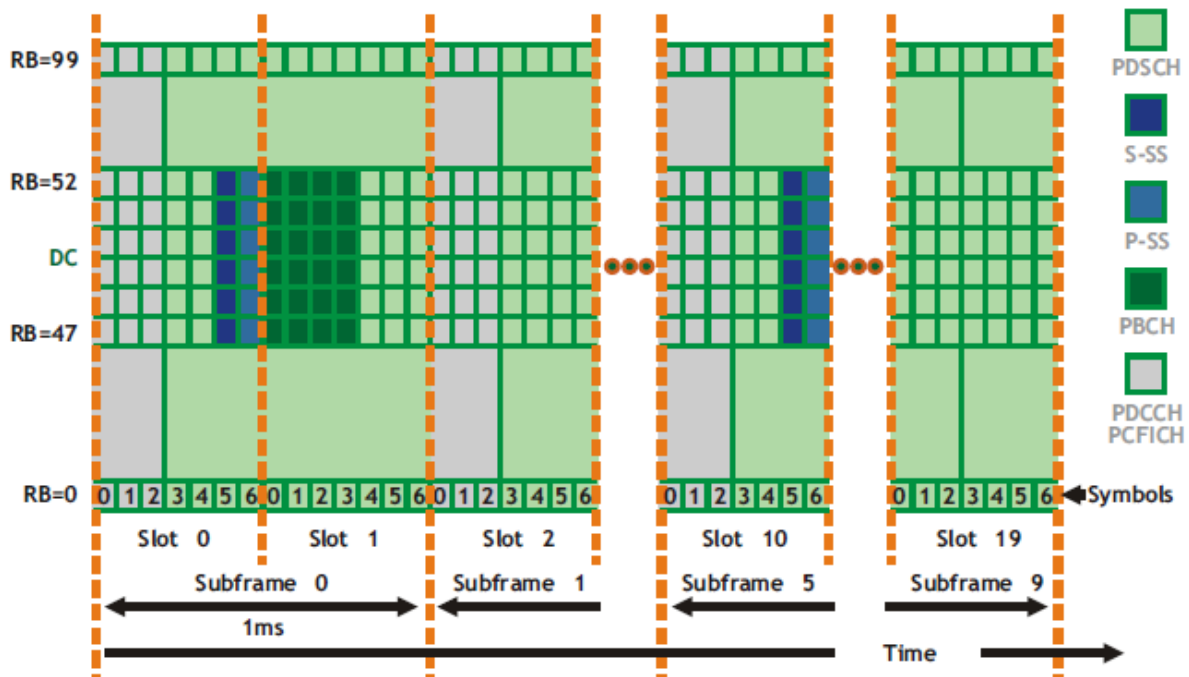 RB=99
PDSCH
S-SS
RB=52
P-SS
DC
PBCH
RB=47
PDCCH
PCFICH
RB=0 0 1 2 3 4 5 6 0 1 2 3 4 5 6 0 1 2 3 4 5 6 0 1 2 3 4 5 6 0 1 2 3 4 5 6 Symbols
Slot 0 Slot 1 Slot 2 Slot 10 Slot 19
Subframe 0 Subframe 1 Subframe 5 Subframe 9
1ms
Time